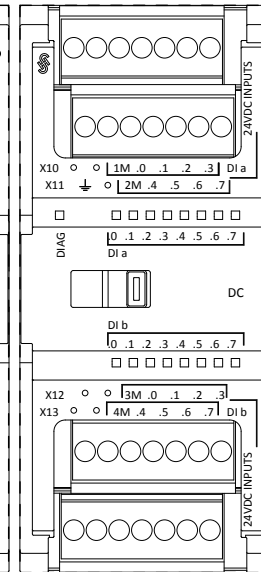 24VDC INPUTS
X10 1M .0 .1 .2 .3 DI a
X11 2M .4 .5 .6 .7
DIAG
.0 .1 .2 .3 .4 .5 .6 .7
DI a
DC
DI b
.0 .1 .2 .3 .4 .5 .6 .7
X12 3M .0 .1 .2 .3
X13 4M .4 .5 .6 .7 DI b
24VDC INPUTS